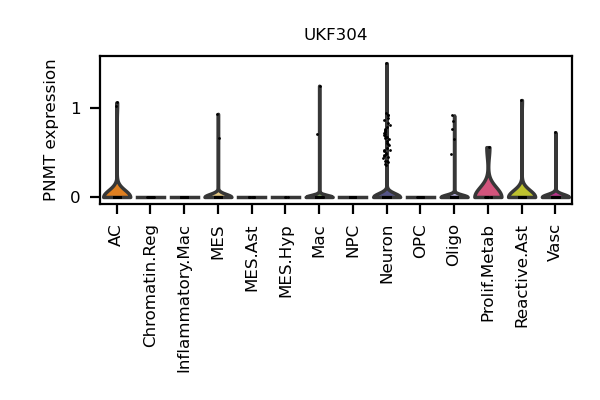 UKF304
PNMT expression
1
0
AC
Chromatin.Reg
Inflammatory.Mac
MES
MES.Ast
MES.Hyp
Mac
NPC
Neuron
OPC
Oligo
Prolif.Metab
Reactive.Ast
Vasc